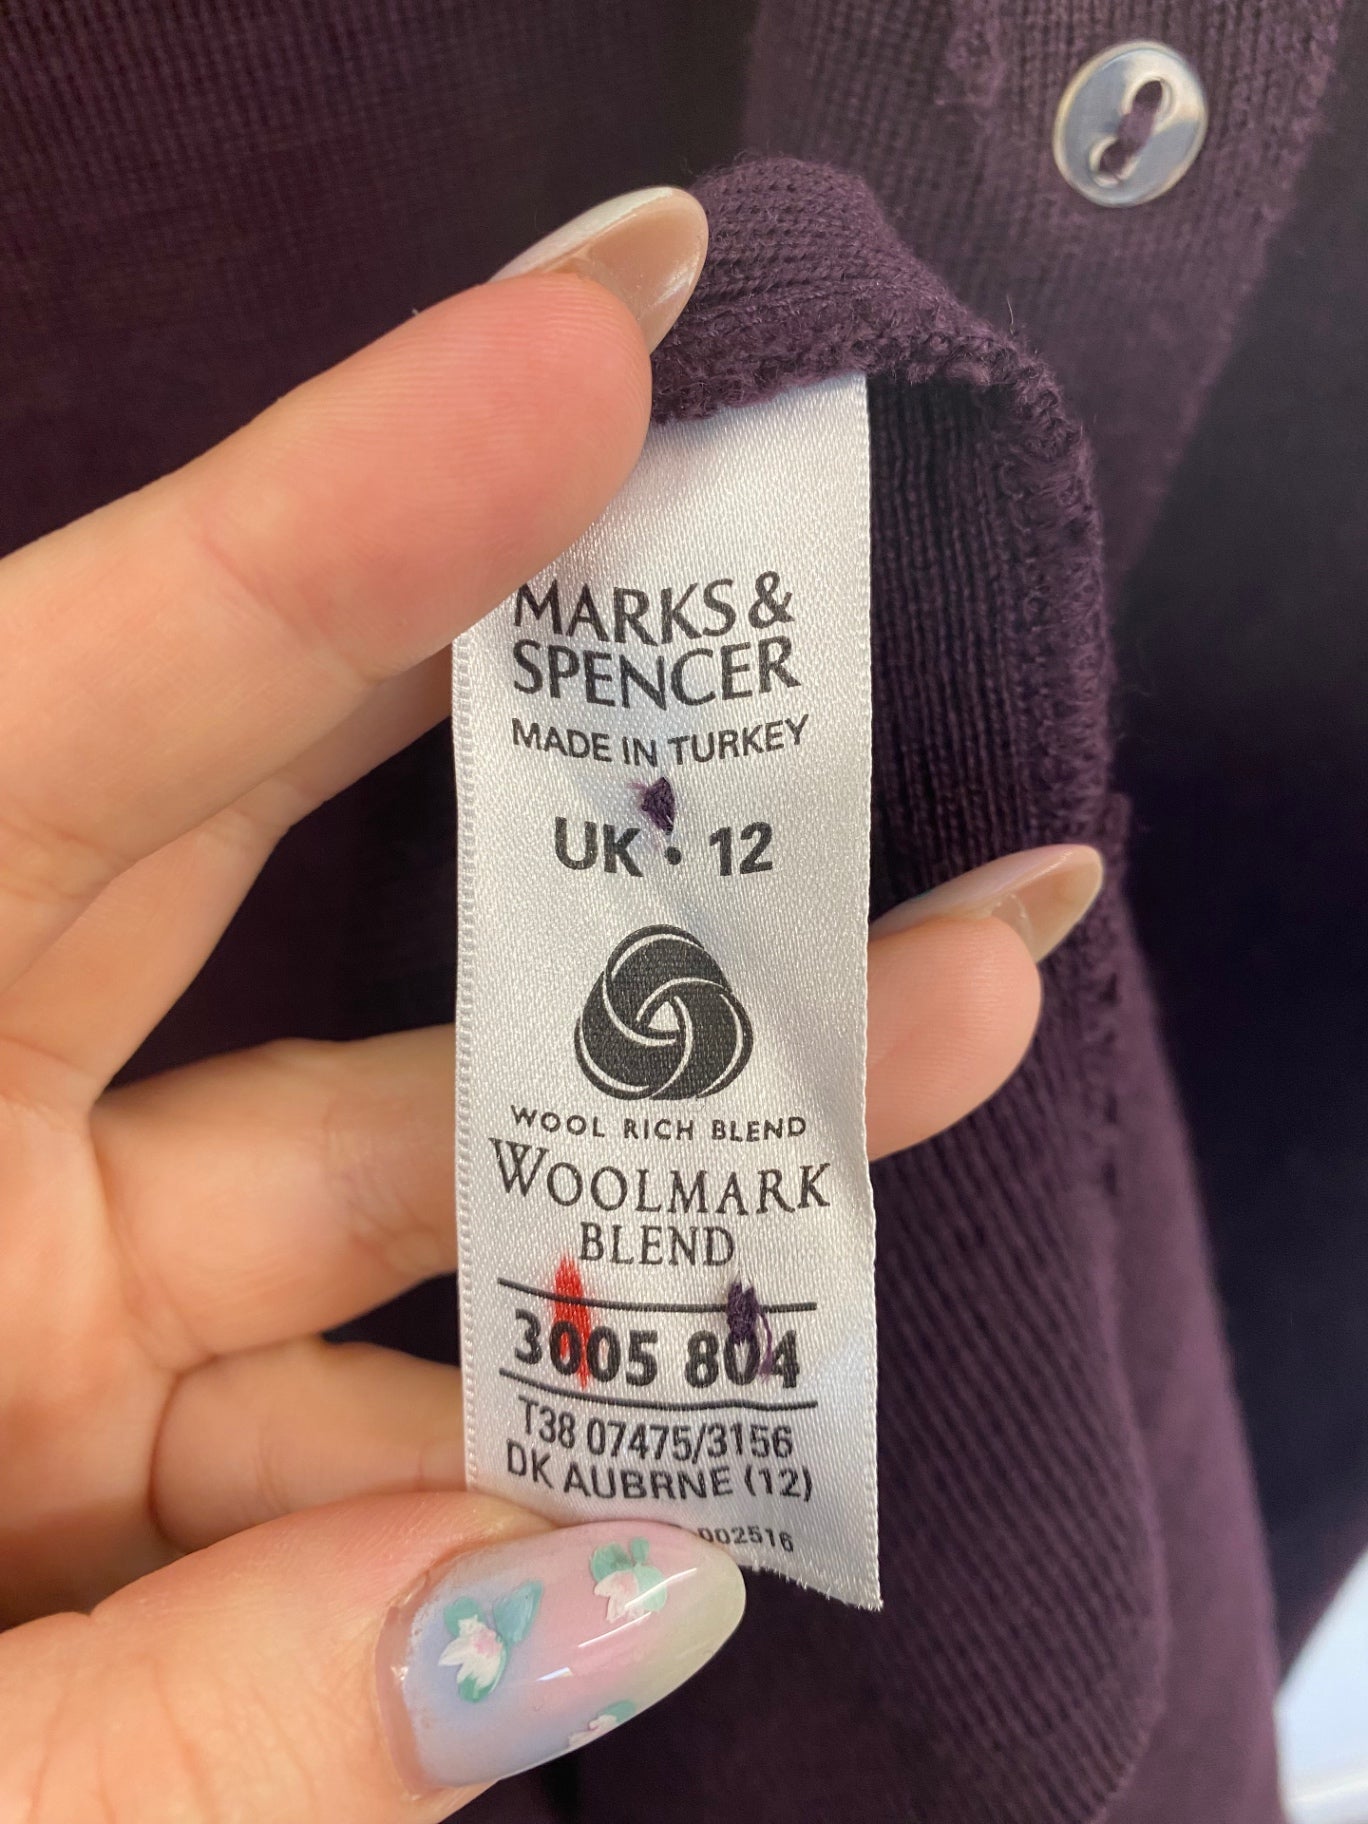 MARKS &
SPENCER
MADE IN TURKEY
UK · 12
WOOL RICH BLEND
WOOLMARK
BLEND
3005 804
T38 07475/3156
DK AUBRNE (12)
002516